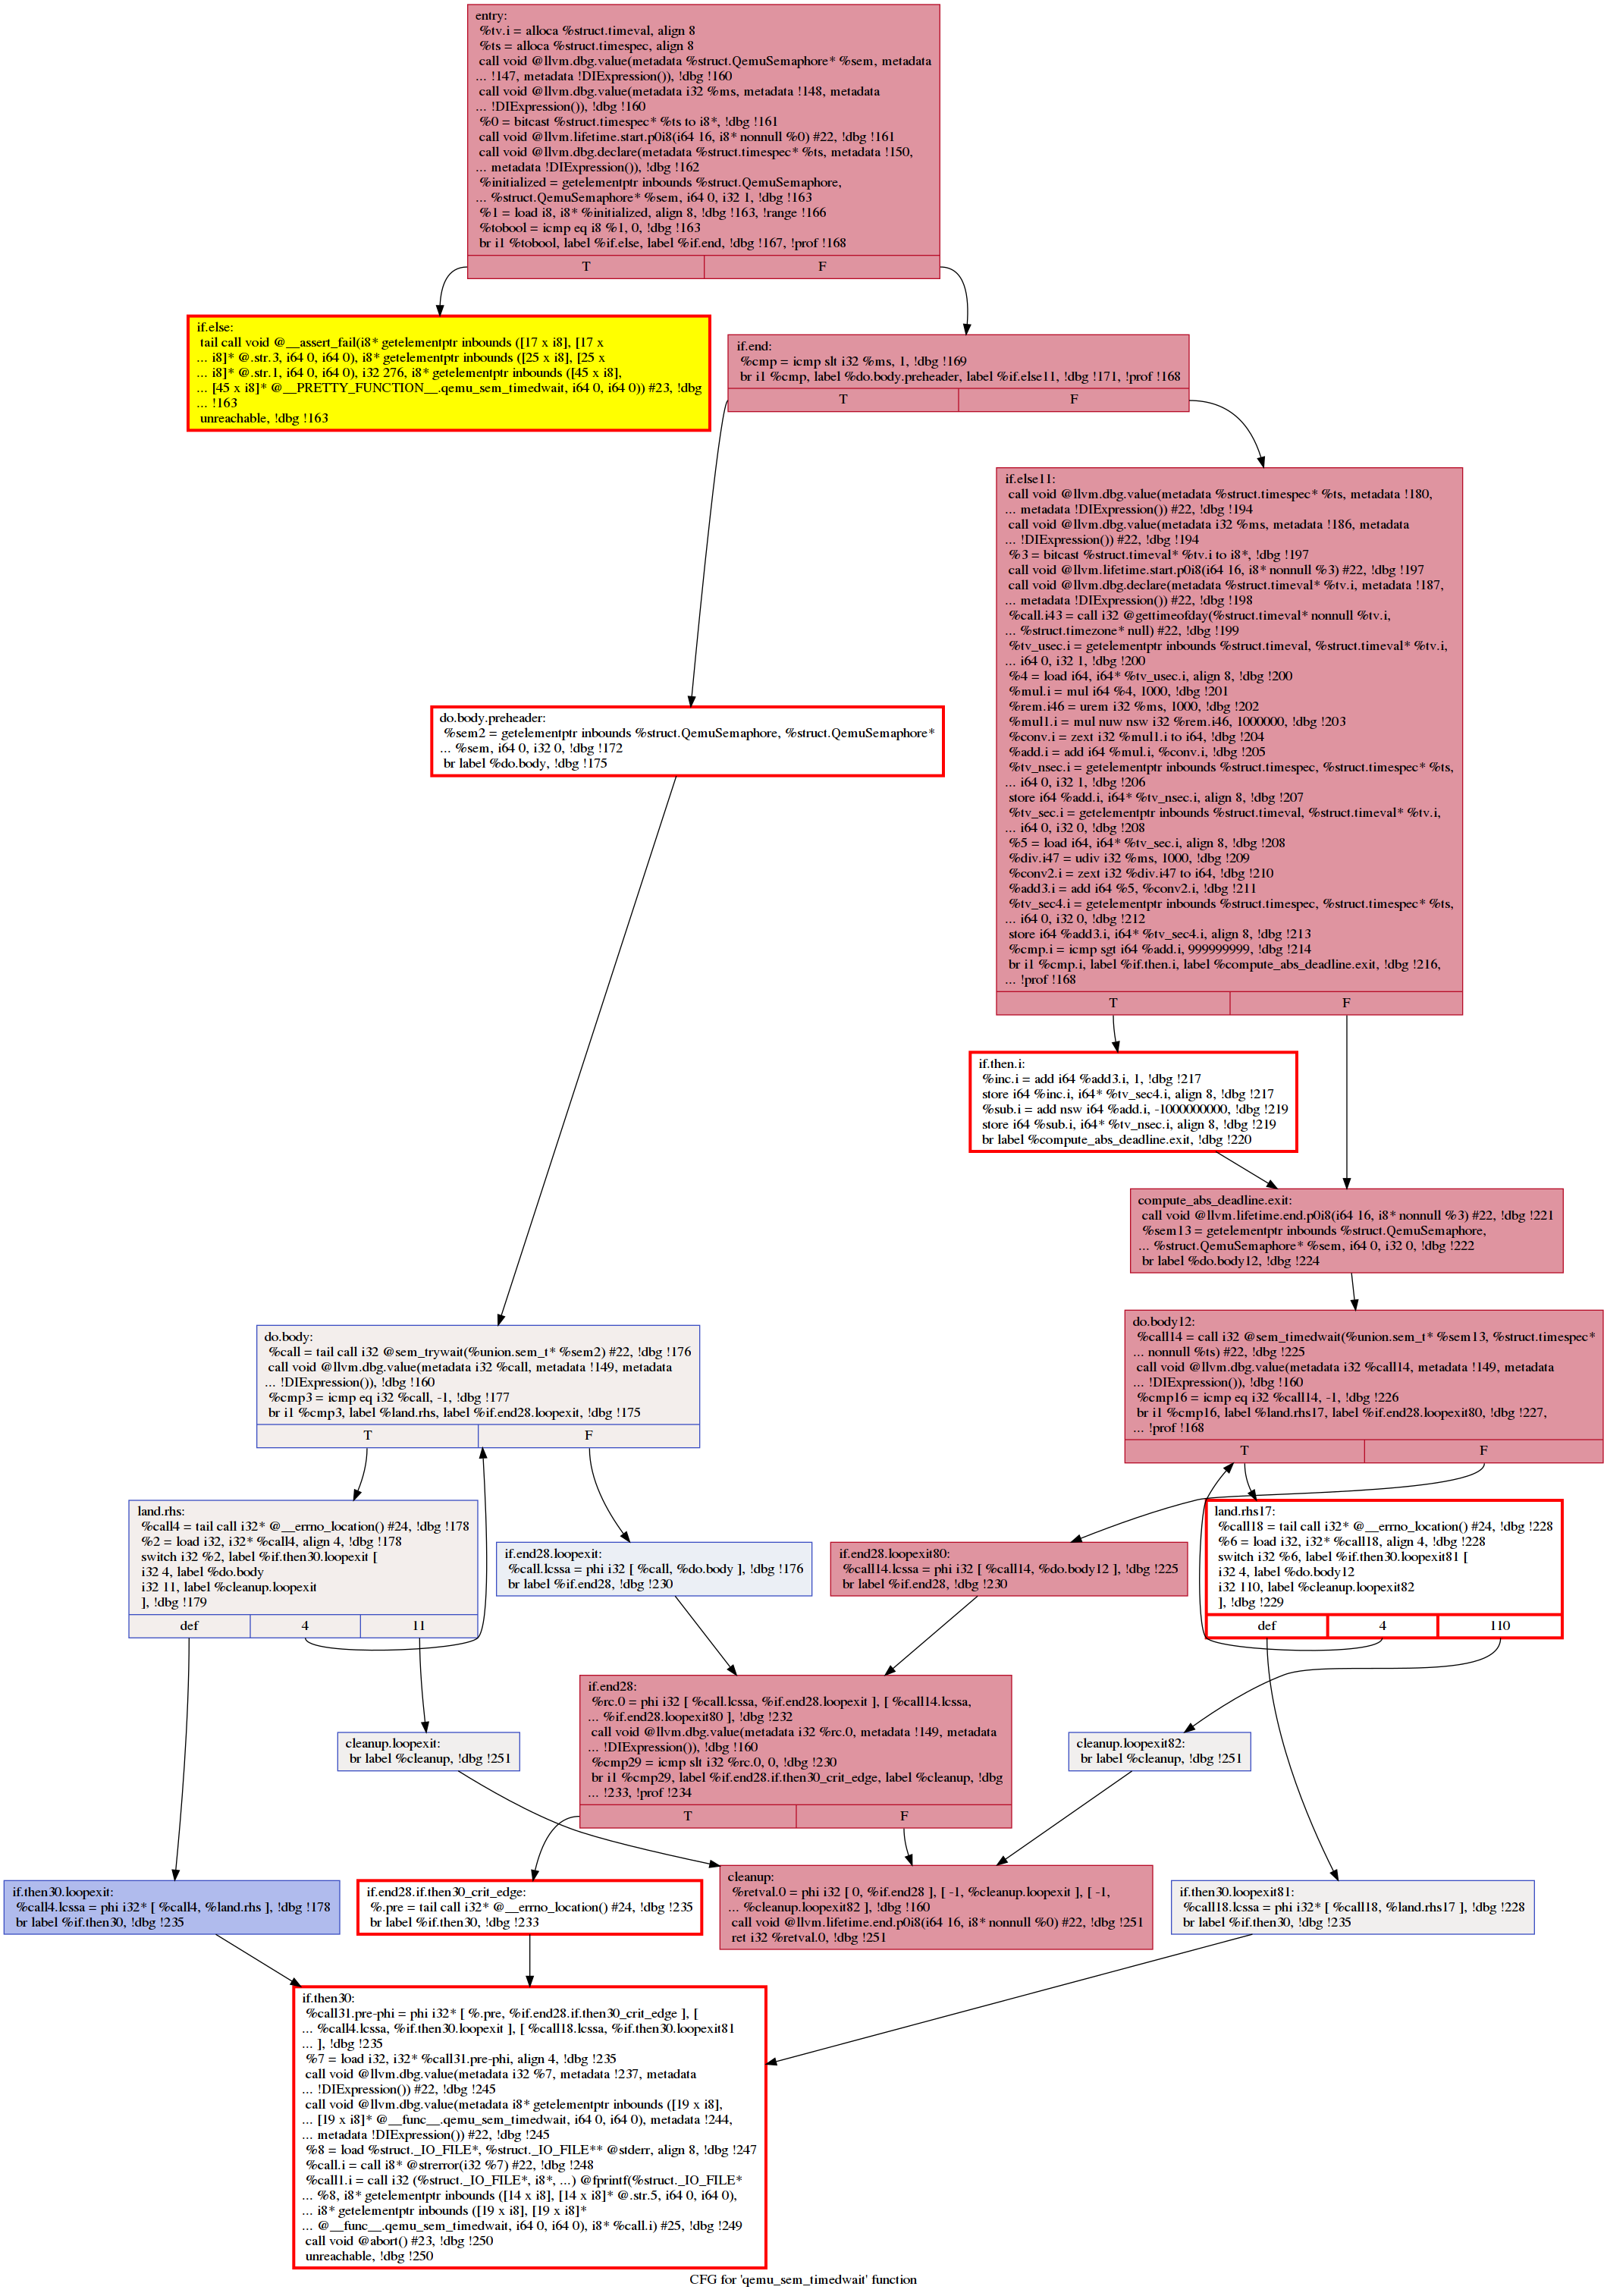 entry:
%tv.i = alloca %struct.timeval, align 8
%ts = alloca %struct.timespec, align 8
call void @llvm.dbg.value(metadata %struct.QemuSemaphore* %sem, metadata
... !147, metadata !DIExpression()), !dbg !160
call void @llvm.dbg.value(metadata i32 %ms, metadata !148, metadata
... !DIExpression()), !dbg !160
%0 = bitcast %struct.timespec* %ts to i8*, !dbg !161
call void @llvm.lifetime.start.p0i8(i64 16, i8* nonnull %0) #22, !dbg !161
call void @llvm.dbg.declare(metadata %struct.timespec* %ts, metadata !150,
... metadata !DIExpression()), !dbg !162
%initialized = getelementptr inbounds %struct.QemuSemaphore,
... %struct.QemuSemaphore* %sem, i64 0, i32 1, !dbg !163
%1 = load i8, i8* %initialized, align 8, !dbg !163, !range !166
%tobool = icmp eq i8 %1, 0, !dbg !163
br i1 %tobool, label %if.else, label %if.end, !dbg !167, !prof !168
T F
if.else:
tail call void @__assert_fail(i8* getelementptr inbounds ([17 x i8], [17 x
... i8]* @.str.3, i64 0, i64 0), i8* getelementptr inbounds ([25 x i8], [25 x
... i8]* @.str.1, i64 0, i64 0), i32 276, i8* getelementptr inbounds ([45 x i8],
... [45 x i8]* @__PRETTY_FUNCTION__.qemu_sem_timedwait, i64 0, i64 0)) #23, !dbg
... !163
unreachable, !dbg !163
if.end:
%cmp = icmp slt i32 %ms, 1, !dbg !169
br i1 %cmp, label %do.body.preheader, label %if.else11, !dbg !171, !prof !168
T F
if.else11:
call void @llvm.dbg.value(metadata %struct.timespec* %ts, metadata !180,
... metadata !DIExpression()) #22, !dbg !194
call void @llvm.dbg.value(metadata i32 %ms, metadata !186, metadata
... !DIExpression()) #22, !dbg !194
%3 = bitcast %struct.timeval* %tv.i to i8*, !dbg !197
call void @llvm.lifetime.start.p0i8(i64 16, i8* nonnull %3) #22, !dbg !197
call void @llvm.dbg.declare(metadata %struct.timeval* %tv.i, metadata !187,
... metadata !DIExpression()) #22, !dbg !198
%call.i43 = call i32 @gettimeofday(%struct.timeval* nonnull %tv.i,
... %struct.timezone* null) #22, !dbg !199
%tv_usec.i = getelementptr inbounds %struct.timeval, %struct.timeval* %tv.i,
... i64 0, i32 1, !dbg !200
%4 = load i64, i64* %tv_usec.i, align 8, !dbg !200
%mul.i = mul i64 %4, 1000, !dbg !201
%rem.i46 = urem i32 %ms, 1000, !dbg !202
%mul1.i = mul nuw nsw i32 %rem.i46, 1000000, !dbg !203
%conv.i = zext i32 %mul1.i to i64, !dbg !204
%add.i = add i64 %mul.i, %conv.i, !dbg !205
%tv_nsec.i = getelementptr inbounds %struct.timespec, %struct.timespec* %ts,
... i64 0, i32 1, !dbg !206
store i64 %add.i, i64* %tv_nsec.i, align 8, !dbg !207
%tv_sec.i = getelementptr inbounds %struct.timeval, %struct.timeval* %tv.i,
... i64 0, i32 0, !dbg !208
%5 = load i64, i64* %tv_sec.i, align 8, !dbg !208
%div.i47 = udiv i32 %ms, 1000, !dbg !209
%conv2.i = zext i32 %div.i47 to i64, !dbg !210
%add3.i = add i64 %5, %conv2.i, !dbg !211
%tv_sec4.i = getelementptr inbounds %struct.timespec, %struct.timespec* %ts,
... i64 0, i32 0, !dbg !212
store i64 %add3.i, i64* %tv_sec4.i, align 8, !dbg !213
%cmp.i = icmp sgt i64 %add.i, 999999999, !dbg !214
br i1 %cmp.i, label %if.then.i, label %compute_abs_deadline.exit, !dbg !216,
... !prof !168
T F
do.body.preheader:
%sem2 = getelementptr inbounds %struct.QemuSemaphore, %struct.QemuSemaphore*
... %sem, i64 0, i32 0, !dbg !172
br label %do.body, !dbg !175
if.then.i:
%inc.i = add i64 %add3.i, 1, !dbg !217
store i64 %inc.i, i64* %tv_sec4.i, align 8, !dbg !217
%sub.i = add nsw i64 %add.i, -1000000000, !dbg !219
store i64 %sub.i, i64* %tv_nsec.i, align 8, !dbg !219
br label %compute_abs_deadline.exit, !dbg !220
compute_abs_deadline.exit:
call void @llvm.lifetime.end.p0i8(i64 16, i8* nonnull %3) #22, !dbg !221
%sem13 = getelementptr inbounds %struct.QemuSemaphore,
... %struct.QemuSemaphore* %sem, i64 0, i32 0, !dbg !222
br label %do.body12, !dbg !224
do.body:
%call = tail call i32 @sem_trywait(%union.sem_t* %sem2) #22, !dbg !176
call void @llvm.dbg.value(metadata i32 %call, metadata !149, metadata
... !DIExpression()), !dbg !160
%cmp3 = icmp eq i32 %call, -1, !dbg !177
br i1 %cmp3, label %land.rhs, label %if.end28.loopexit, !dbg !175
T F
do.body12:
%call14 = call i32 @sem_timedwait(%union.sem_t* %sem13, %struct.timespec*
... nonnull %ts) #22, !dbg !225
call void @llvm.dbg.value(metadata i32 %call14, metadata !149, metadata
... !DIExpression()), !dbg !160
%cmp16 = icmp eq i32 %call14, -1, !dbg !226
br i1 %cmp16, label %land.rhs17, label %if.end28.loopexit80, !dbg !227,
... !prof !168
T F
land.rhs:
%call4 = tail call i32* @__errno_location() #24, !dbg !178
%2 = load i32, i32* %call4, align 4, !dbg !178
switch i32 %2, label %if.then30.loopexit [
i32 4, label %do.body
i32 11, label %cleanup.loopexit
], !dbg !179
def 4 11
if.end28.loopexit:
%call.lcssa = phi i32 [ %call, %do.body ], !dbg !176
br label %if.end28, !dbg !230
if.end28.loopexit80:
%call14.lcssa = phi i32 [ %call14, %do.body12 ], !dbg !225
br label %if.end28, !dbg !230
land.rhs17:
%call18 = tail call i32* @__errno_location() #24, !dbg !228
%6 = load i32, i32* %call18, align 4, !dbg !228
switch i32 %6, label %if.then30.loopexit81 [
i32 4, label %do.body12
i32 110, label %cleanup.loopexit82
], !dbg !229
def 4 110
if.end28:
%rc.0 = phi i32 [ %call.lcssa, %if.end28.loopexit ], [ %call14.lcssa,
... %if.end28.loopexit80 ], !dbg !232
call void @llvm.dbg.value(metadata i32 %rc.0, metadata !149, metadata
... !DIExpression()), !dbg !160
%cmp29 = icmp slt i32 %rc.0, 0, !dbg !230
br i1 %cmp29, label %if.end28.if.then30_crit_edge, label %cleanup, !dbg
... !233, !prof !234
T F
cleanup.loopexit:
br label %cleanup, !dbg !251
cleanup.loopexit82:
br label %cleanup, !dbg !251
if.then30.loopexit:
%call4.lcssa = phi i32* [ %call4, %land.rhs ], !dbg !178
br label %if.then30, !dbg !235
if.end28.if.then30_crit_edge:
%.pre = tail call i32* @__errno_location() #24, !dbg !235
br label %if.then30, !dbg !233
cleanup:
%retval.0 = phi i32 [ 0, %if.end28 ], [ -1, %cleanup.loopexit ], [ -1,
... %cleanup.loopexit82 ], !dbg !160
call void @llvm.lifetime.end.p0i8(i64 16, i8* nonnull %0) #22, !dbg !251
ret i32 %retval.0, !dbg !251
if.then30.loopexit81:
%call18.lcssa = phi i32* [ %call18, %land.rhs17 ], !dbg !228
br label %if.then30, !dbg !235
if.then30:
%call31.pre-phi = phi i32* [ %.pre, %if.end28.if.then30_crit_edge ], [
... %call4.lcssa, %if.then30.loopexit ], [ %call18.lcssa, %if.then30.loopexit81
... ], !dbg !235
%7 = load i32, i32* %call31.pre-phi, align 4, !dbg !235
call void @llvm.dbg.value(metadata i32 %7, metadata !237, metadata
... !DIExpression()) #22, !dbg !245
call void @llvm.dbg.value(metadata i8* getelementptr inbounds ([19 x i8],
... [19 x i8]* @__func__.qemu_sem_timedwait, i64 0, i64 0), metadata !244,
... metadata !DIExpression()) #22, !dbg !245
%8 = load %struct._IO_FILE*, %struct._IO_FILE** @stderr, align 8, !dbg !247
%call.i = call i8* @strerror(i32 %7) #22, !dbg !248
%call1.i = call i32 (%struct._IO_FILE*, i8*, ...) @fprintf(%struct._IO_FILE*
... %8, i8* getelementptr inbounds ([14 x i8], [14 x i8]* @.str.5, i64 0, i64 0),
... i8* getelementptr inbounds ([19 x i8], [19 x i8]*
... @__func__.qemu_sem_timedwait, i64 0, i64 0), i8* %call.i) #25, !dbg !249
call void @abort() #23, !dbg !250
unreachable, !dbg !250
CFG for 'qemu_sem_timedwait' function